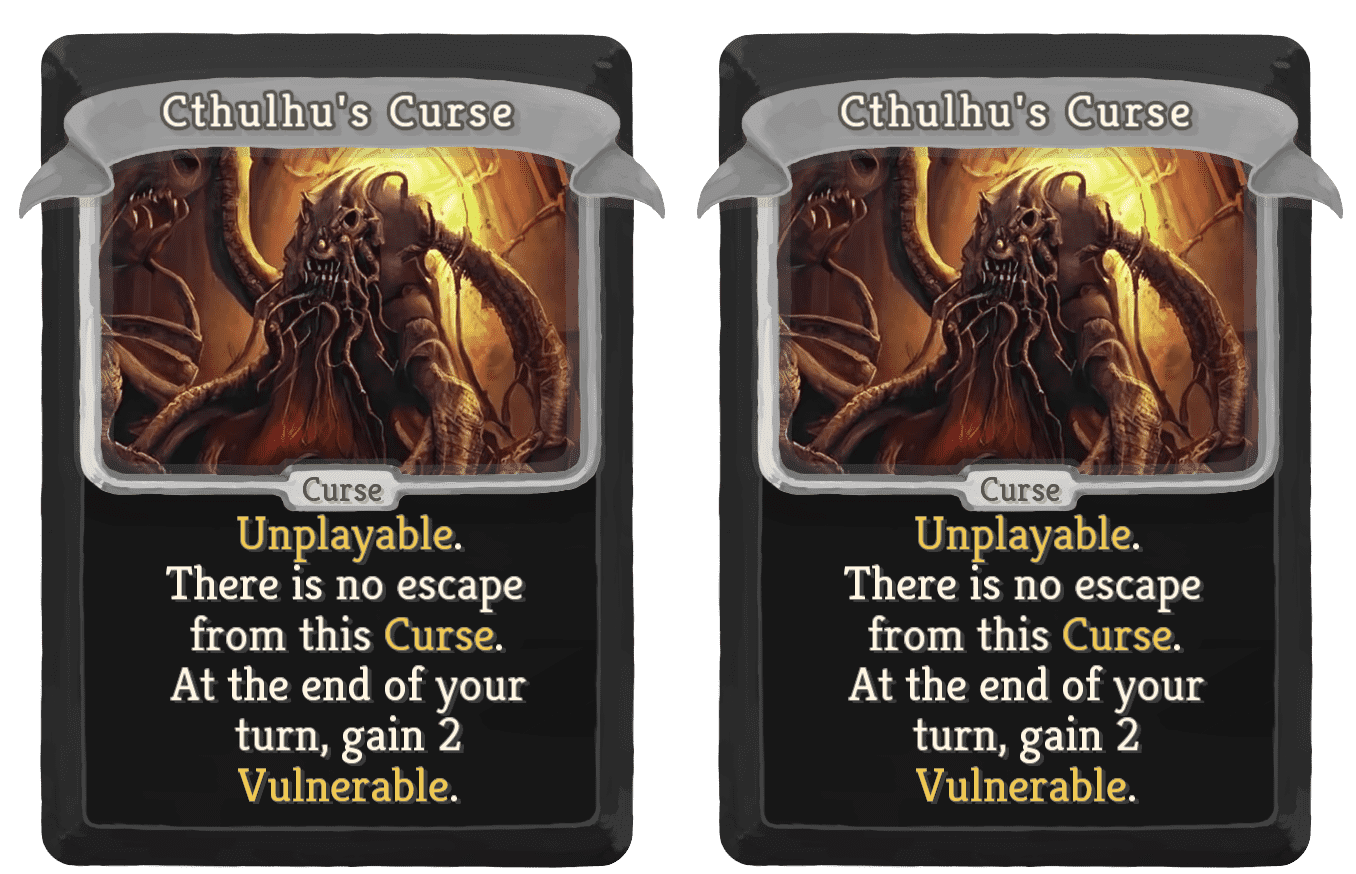 Cthulhu's Curse
Curse
Unplayable.
There is no escape
from this Curse.
At the end of your
turn, gain 2
Vulnerable.
Cthulhu's Curse
Curse
Unplayable.
There is no escape
from this Curse.
At the end of your
turn, gain 2
Vulnerable.